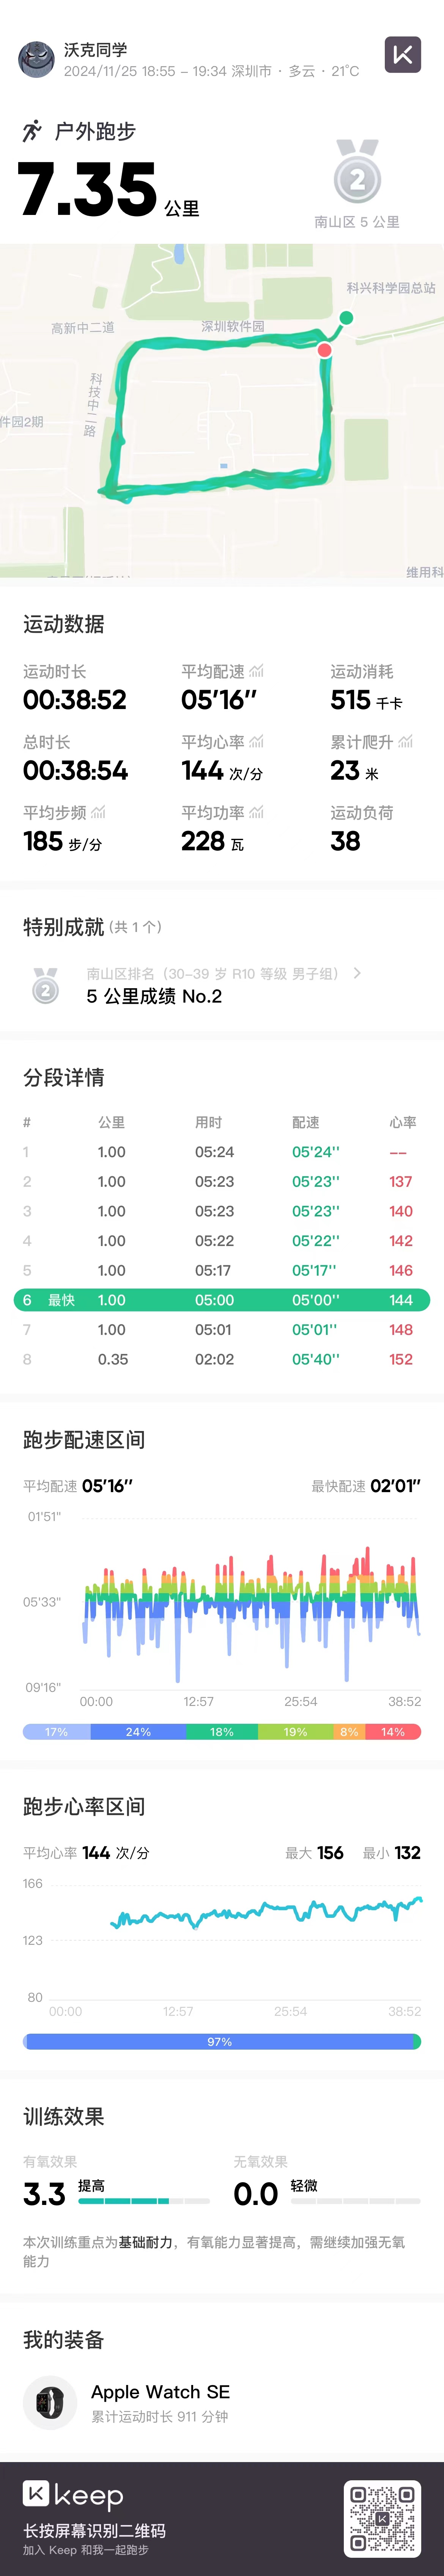 沃克同学
2024/11/25 18:55 - 19:34 深圳市 · 多云 · 21℃
户外跑步
7.35 公里
2
南山区 5 公里
科兴科学园总站
高新中二道
深圳软件园
科技中二路
件园2期
维用科
运动数据
运动时长 平均配速 运动消耗
00:38:52 05'16'' 515 千卡
总时长 平均心率 累计爬升
00:38:54 144 次/分 23 米
平均步频 平均功率 运动负荷
185 步/分 228 瓦 38
特别成就 (共 1 个)
2
南山区排名（30-39 岁 R10 等级 男子组）
5 公里成绩 No.2
分段详情
# 公里 用时 配速 心率
1 1.00 05:24 05'24'' --
2 1.00 05:23 05'23'' 137
3 1.00 05:23 05'23'' 140
4 1.00 05:22 05'22'' 142
5 1.00 05:17 05'17'' 146
6 最快 1.00 05:00 05'00'' 144
7 1.00 05:01 05'01'' 148
8 0.35 02:02 05'40'' 152
跑步配速区间
平均配速 05'16'' 最快配速 02'01''
01'51"
05'33"
09'16"
00:00 12:57 25:54 38:52
17% 24% 18% 19% 8% 14%
跑步心率区间
平均心率 144 次/分 最大 156 最小 132
166
123
80
00:00 12:57 25:54 38:52
97%
训练效果
有氧效果 无氧效果
3.3 提高 0.0 轻微
本次训练重点为基础耐力，有氧能力显著提高，需继续加强无氧
能力
我的装备
Apple Watch SE
累计运动时长 911 分钟
keep
长按屏幕识别二维码
加入 Keep 和我一起跑步